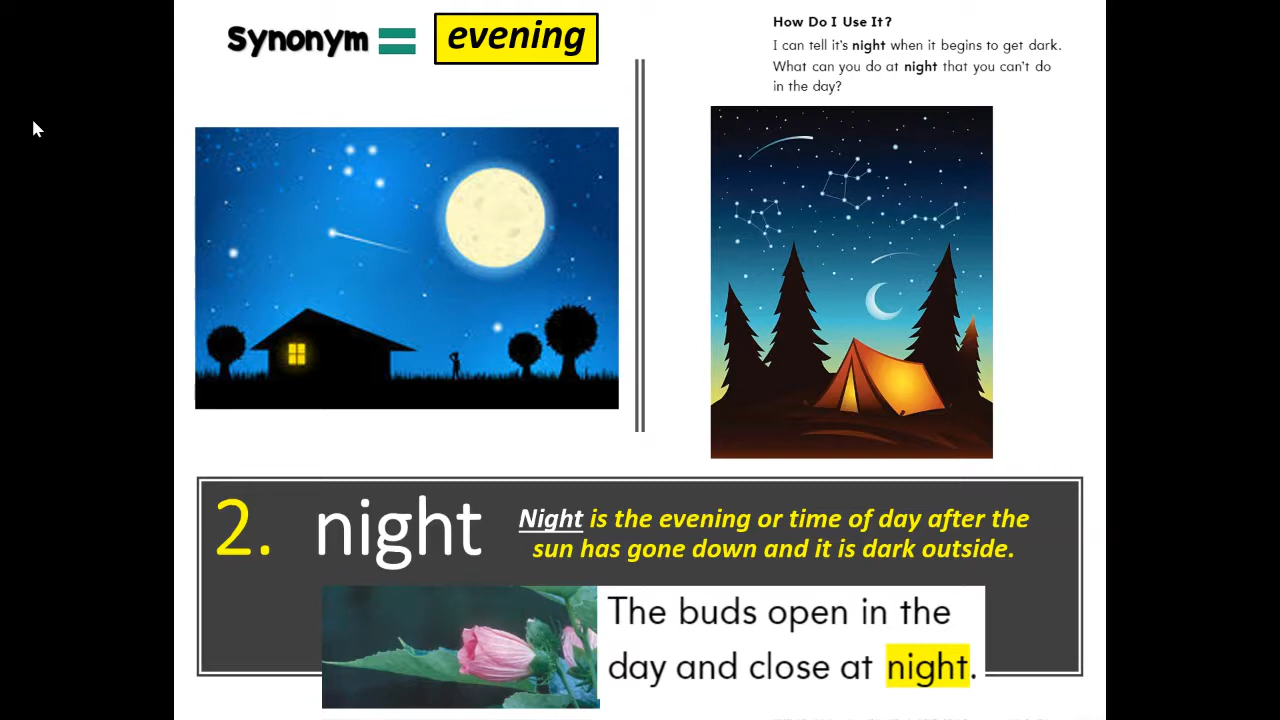 Synonym = evening
How Do I Use It?
I can tell it's night when it begins to get dark.
What can you do at night that you can't do
in the day?
2. night
Night is the evening or time of day after the
sun has gone down and it is dark outside.
The buds open in the
day and close at night.